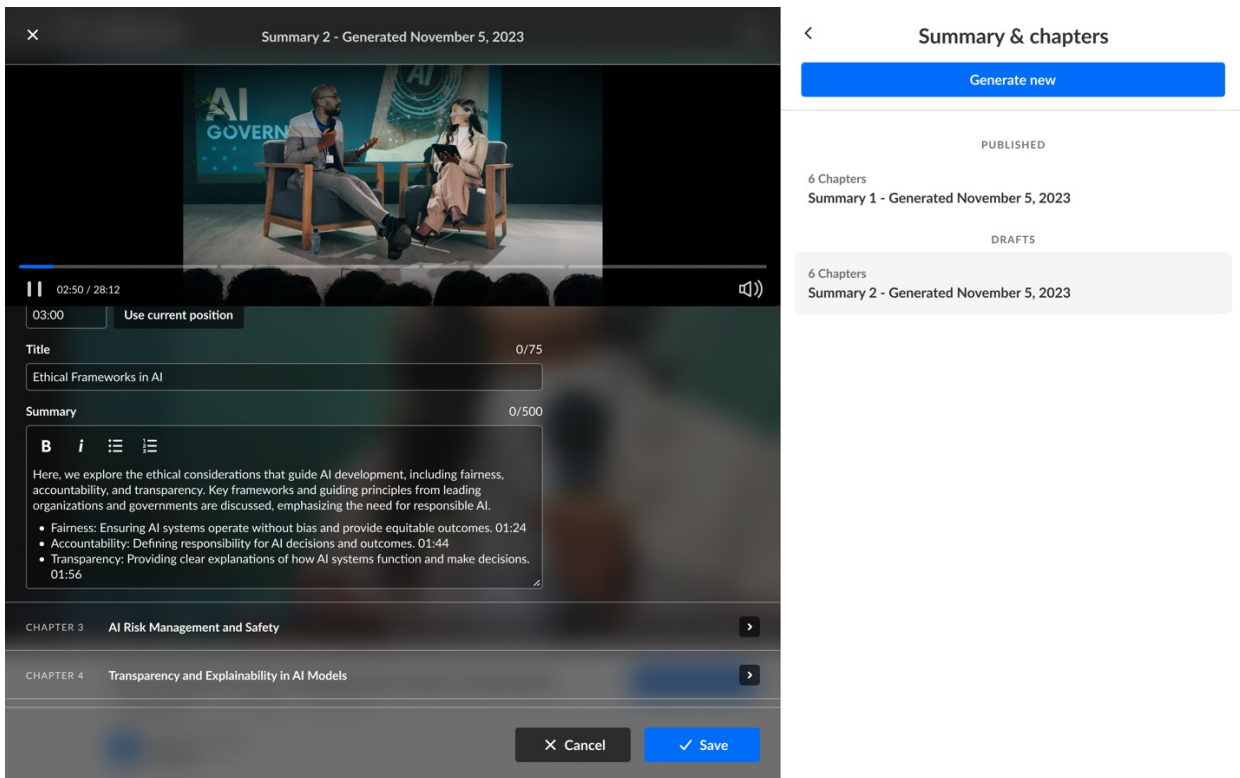 Summary 2 - Generated November 5, 2023
AI
AI
GOVERN
02:50 / 28:12
03:00
Use current position
Title
0/75
Ethical Frameworks in AI
Summary
0/500
B i
Here, we explore the ethical considerations that guide AI development, including fairness,
accountability, and transparency. Key frameworks and guiding principles from leading
organizations and governments are discussed, emphasizing the need for responsible AI.
• Fairness: Ensuring AI systems operate without bias and provide equitable outcomes. 01:24
• Accountability: Defining responsibility for AI decisions and outcomes. 01:44
• Transparency: Providing clear explanations of how AI systems function and make decisions.
01:56
CHAPTER 3 AI Risk Management and Safety
CHAPTER 4 Transparency and Explainability in AI Models
Cancel
Save
Summary & chapters
Generate new
PUBLISHED
6 Chapters
Summary 1 - Generated November 5, 2023
DRAFTS
6 Chapters
Summary 2 - Generated November 5, 2023